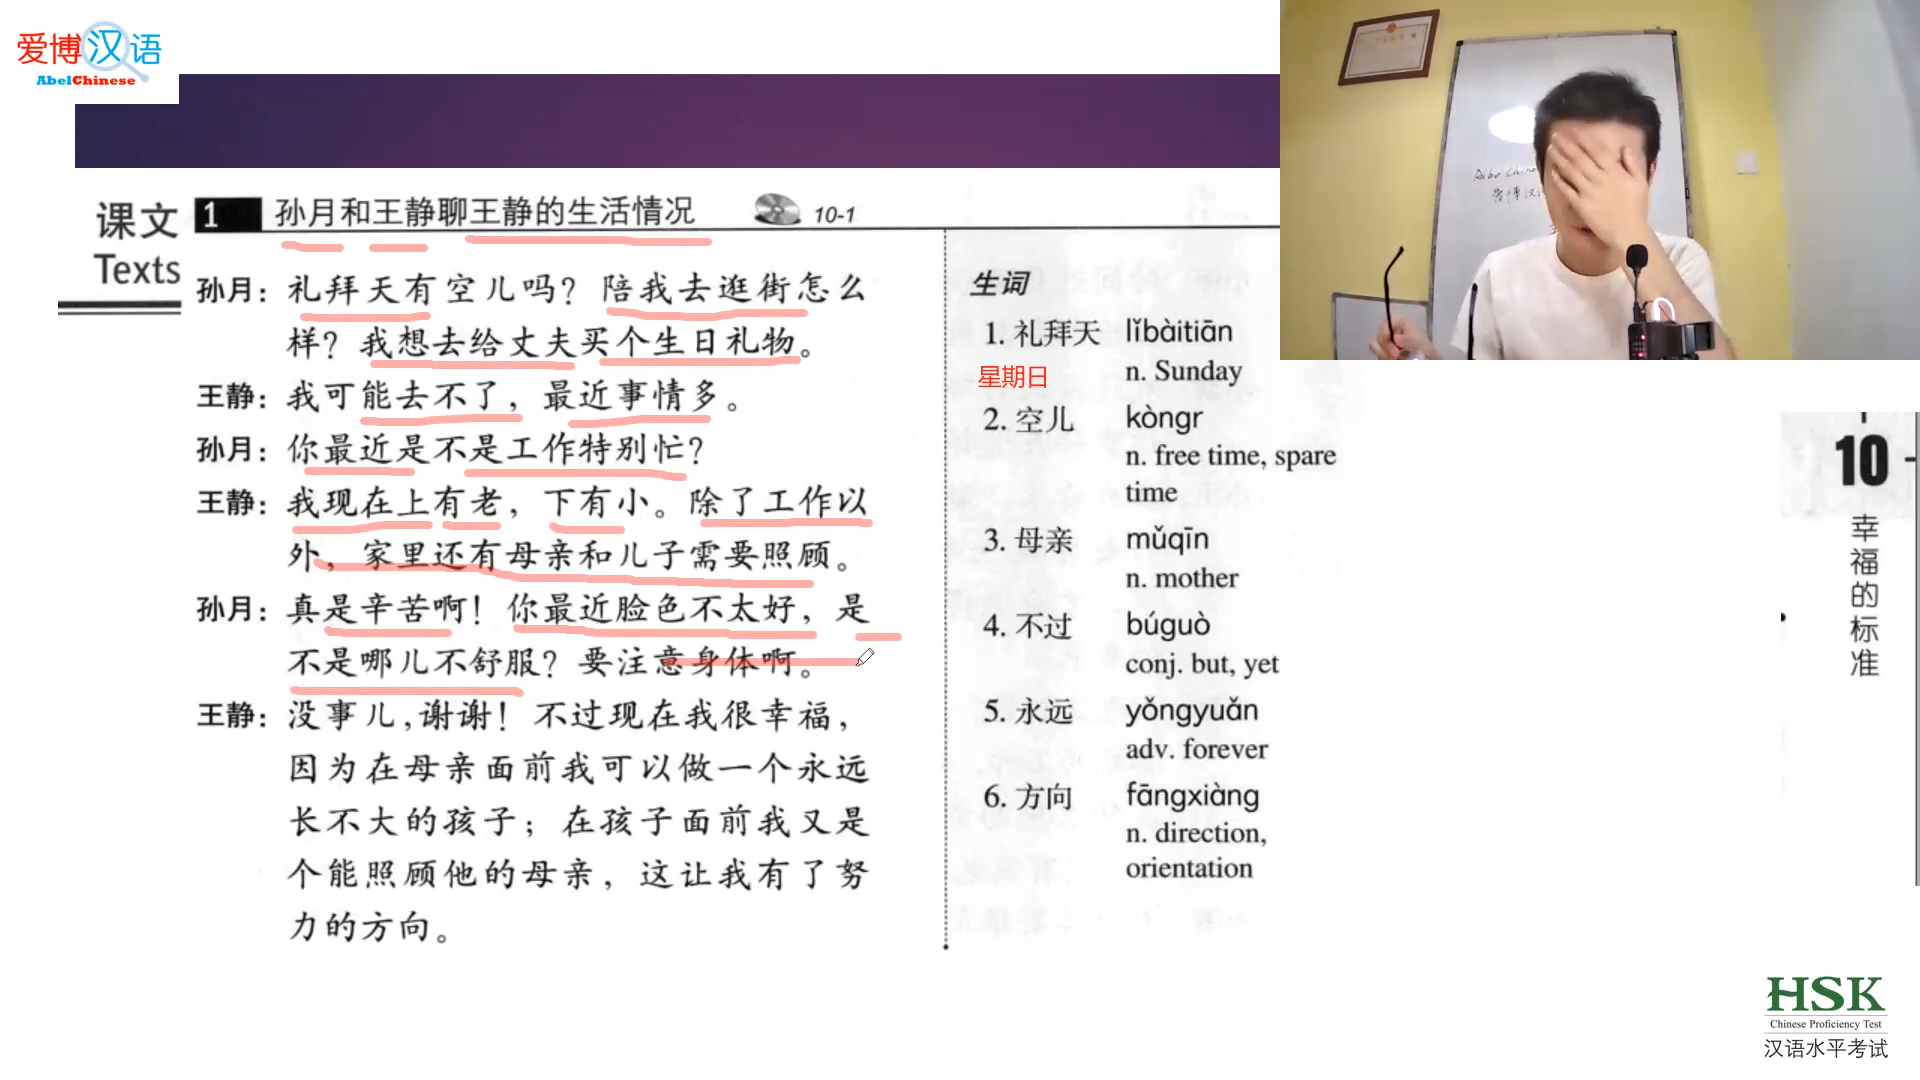 爱博汉语
AbelChinese
课文
Texts
1 孙月和王静聊王静的生活情况 10-1
孙月：礼拜天有空儿吗？陪我去逛街怎么
样？我想去给丈夫买个生日礼物。
王静：我可能去不了，最近事情多。
孙月：你最近是不是工作特别忙？
王静：我现在上有老，下有小。除了工作以
外，家里还有母亲和儿子需要照顾。
孙月：真是辛苦啊！你最近脸色不太好，是
不是哪儿不舒服？要注意身体啊。
王静：没事儿，谢谢！不过现在我很幸福，
因为在母亲面前我可以做一个永远
长不大的孩子；在孩子面前我又是
个能照顾他的母亲，这让我有了努
力的方向。
生词
1. 礼拜天 lǐbàitiān
星期日 n. Sunday
2. 空儿 kòngr
n. free time, spare
time
3. 母亲 mǔqīn
n. mother
4. 不过 búguò
conj. but, yet
5. 永远 yǒngyuǎn
adv. forever
6. 方向 fāngxiàng
n. direction,
orientation
10
幸福的标准
HSK
Chinese Proficiency Test
汉语水平考试